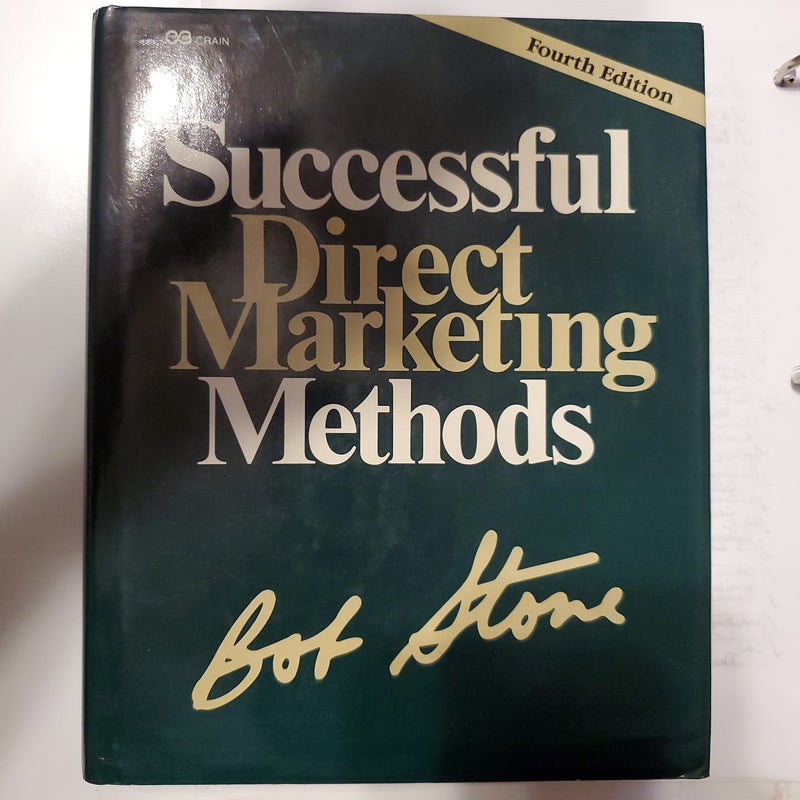 CRAIN
Fourth Edition
Successful
Direct
Marketing
Methods
Bob Stone